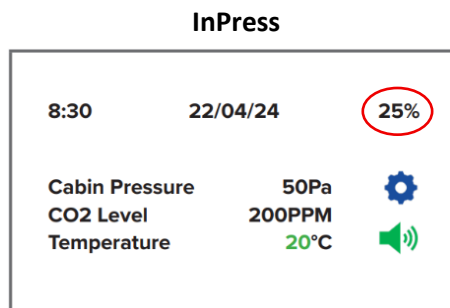 InPress
8:30 22/04/24 25%
Cabin Pressure 50Pa
CO2 Level 200PPM
Temperature 20°C